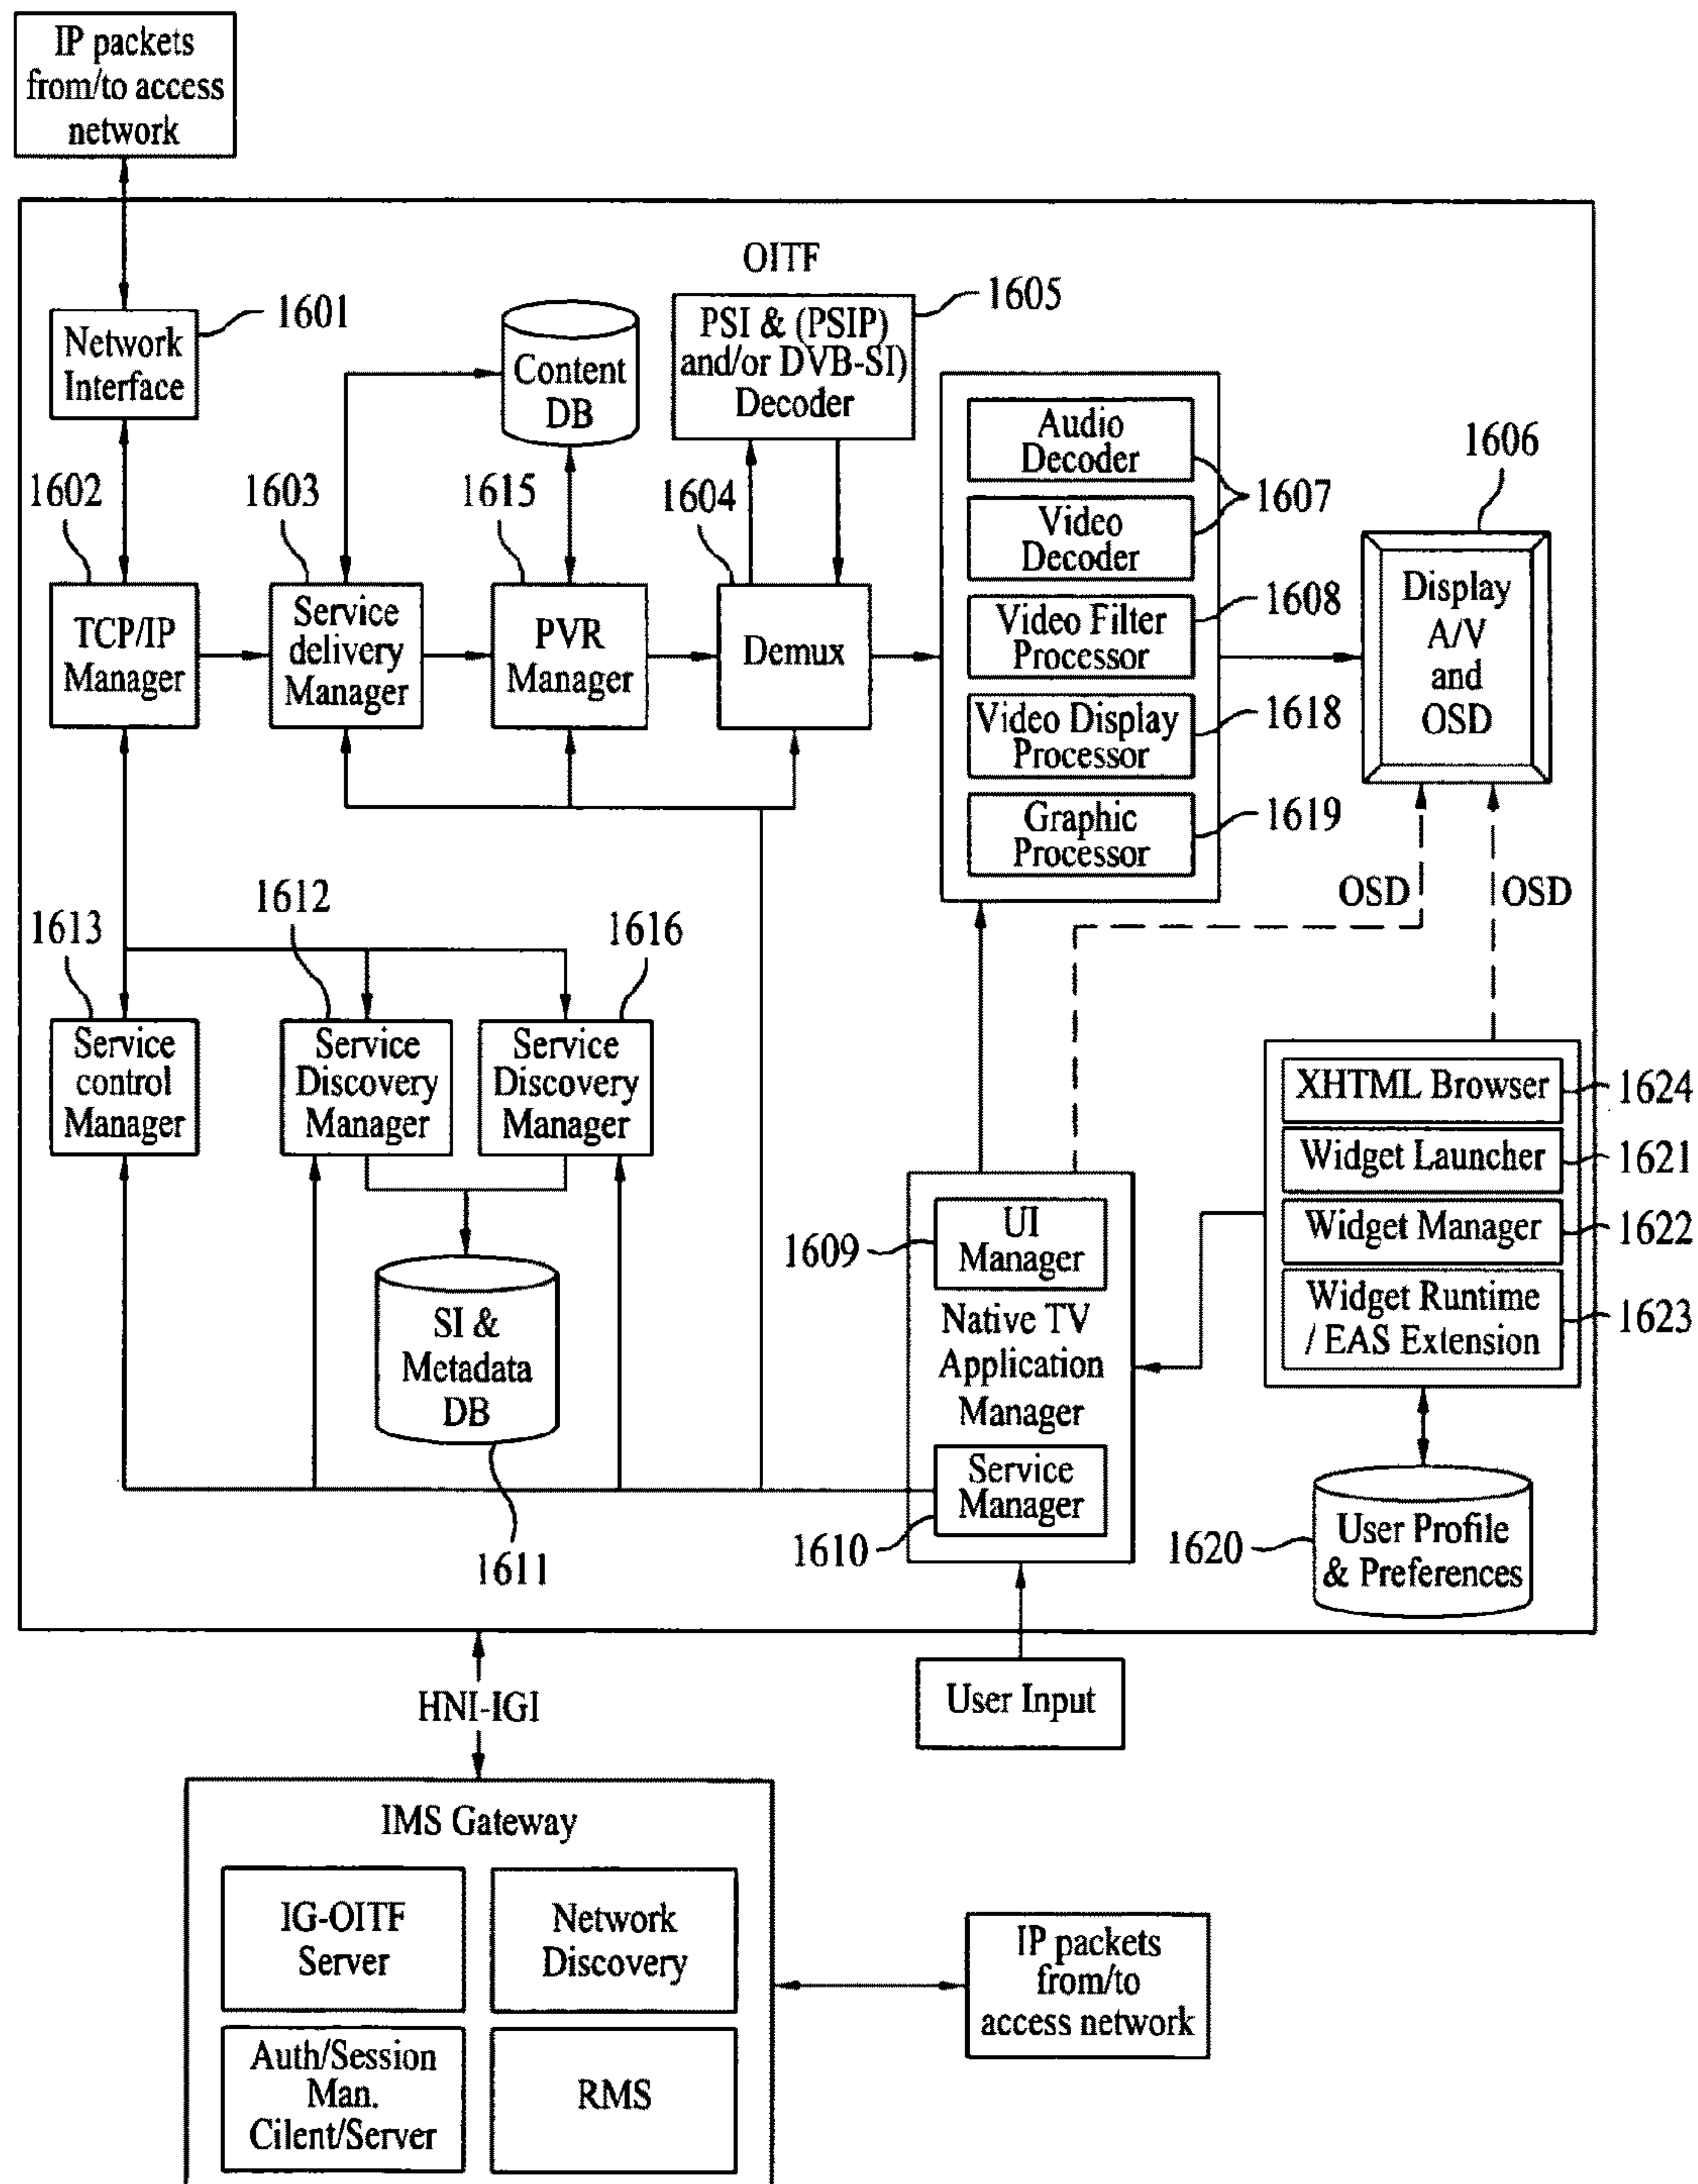 IP packets
from/to access
network
OITF
1601
Network
Interface
Content
DB
1605
PSI & (PSIP)
and/or DVB-SI)
Decoder
Audio
Decoder
1607
Video
Decoder
1606
1602
1603
1615
1604
TCP/IP
Manager
Service
delivery
Manager
PVR
Manager
Demux
Video Filter
Processor
1608
Video Display
Processor
1618
Graphic
Processor
1619
Display
A/V
and
OSD
OSD
OSD
1613
1612
1616
Service
control
Manager
Service
Discovery
Manager
Service
Discovery
Manager
XHTML Browser
1624
Widget Launcher
1621
Widget Manager
1622
Widget Runtime
/ EAS Extension
1623
1609
UI
Manager
Native TV
Application
Manager
Service
Manager
1610
SI &
Metadata
DB
1611
1620
User Profile
& Preferences
HNI-IGI
User Input
IMS Gateway
IG-OITF
Server
Network
Discovery
Auth/Session
Man.
Cilent/Server
RMS
IP packets
from/to
access network